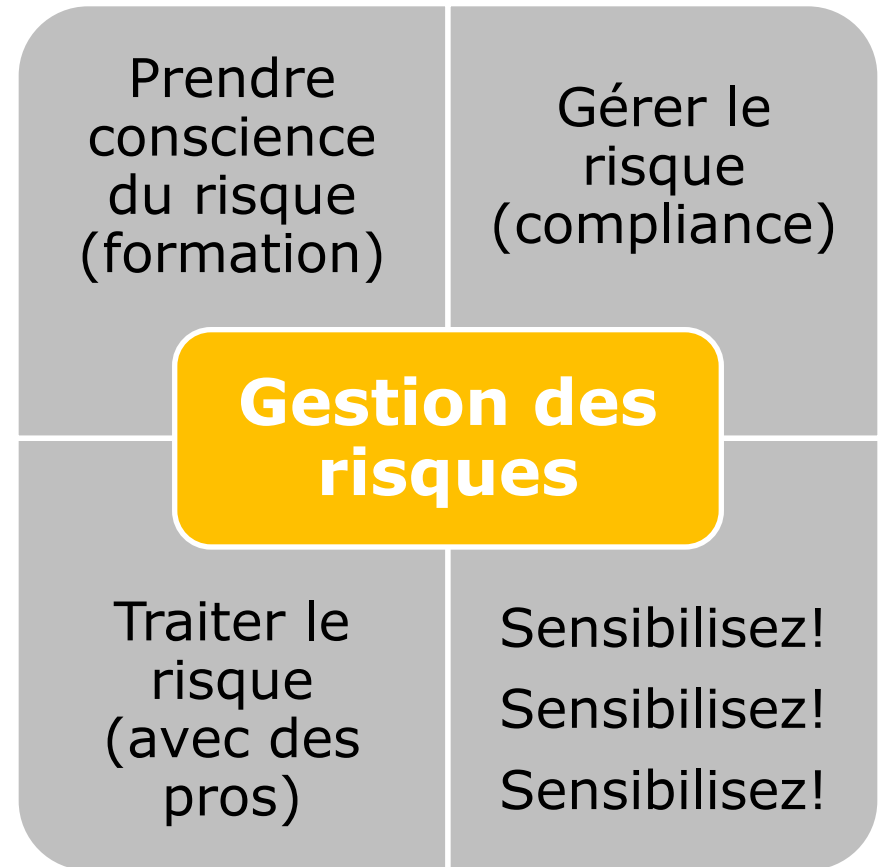 Prendre
conscience
du risque
(formation)
Gérer le
risque
(compliance)
Gestion des
risques
Traiter le
risque
(avec des
pros)
Sensibilisez!
Sensibilisez!
Sensibilisez!